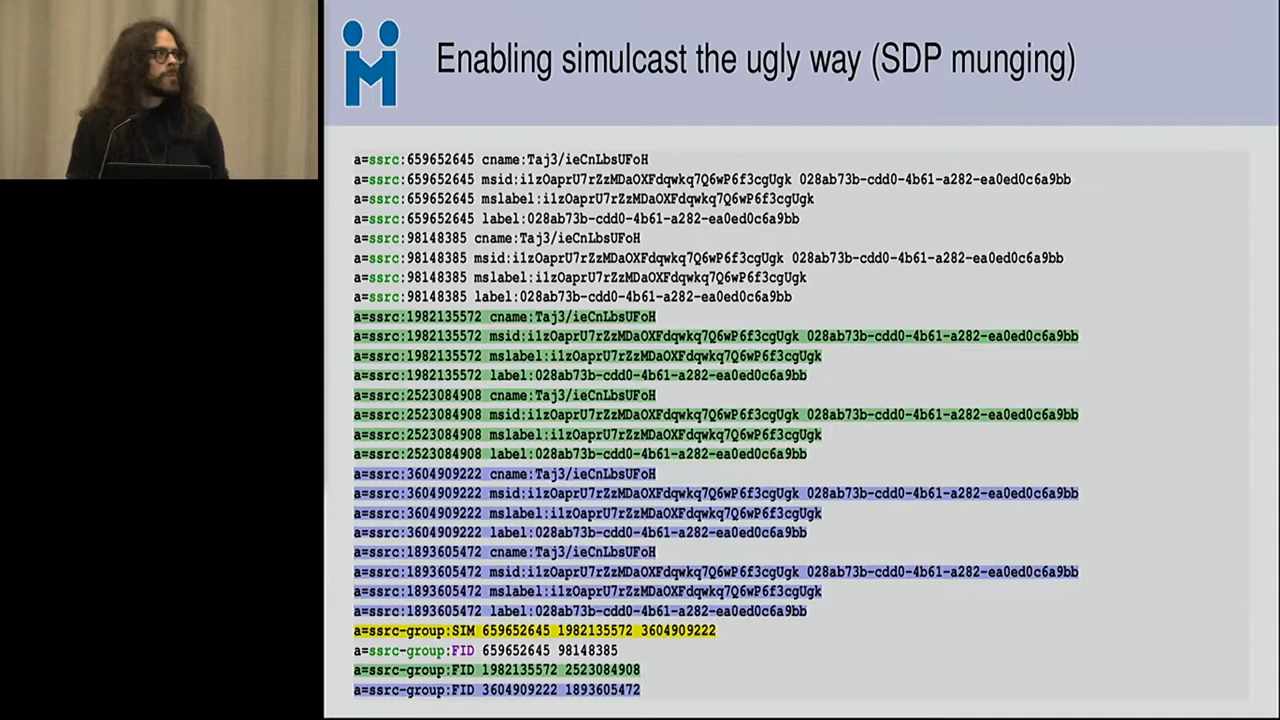 Enabling simulcast the ugly way (SDP munging)
a=ssrc:659652645 cname:Taj3/ieCnLbsUFoH
a=ssrc:659652645 msid:i1zOaprU7rZzMDaOXFdqwkq7Q6wP6f3cgUgk 028ab73b-cdd0-4b61-a282-ea0ed0c6a9bb
a=ssrc:659652645 mslabel:i1zOaprU7rZzMDaOXFdqwkq7Q6wP6f3cgUgk
a=ssrc:659652645 label:028ab73b-cdd0-4b61-a282-ea0ed0c6a9bb
a=ssrc:98148385 cname:Taj3/ieCnLbsUFoH
a=ssrc:98148385 msid:i1zOaprU7rZzMDaOXFdqwkq7Q6wP6f3cgUgk 028ab73b-cdd0-4b61-a282-ea0ed0c6a9bb
a=ssrc:98148385 mslabel:i1zOaprU7rZzMDaOXFdqwkq7Q6wP6f3cgUgk
a=ssrc:98148385 label:028ab73b-cdd0-4b61-a282-ea0ed0c6a9bb
a=ssrc:1982135572 cname:Taj3/ieCnLbsUFoH
a=ssrc:1982135572 msid:i1zOaprU7rZzMDaOXFdqwkq7Q6wP6f3cgUgk 028ab73b-cdd0-4b61-a282-ea0ed0c6a9bb
a=ssrc:1982135572 mslabel:i1zOaprU7rZzMDaOXFdqwkq7Q6wP6f3cgUgk
a=ssrc:1982135572 label:028ab73b-cdd0-4b61-a282-ea0ed0c6a9bb
a=ssrc:2523084908 cname:Taj3/ieCnLbsUFoH
a=ssrc:2523084908 msid:i1zOaprU7rZzMDaOXFdqwkq7Q6wP6f3cgUgk 028ab73b-cdd0-4b61-a282-ea0ed0c6a9bb
a=ssrc:2523084908 mslabel:i1zOaprU7rZzMDaOXFdqwkq7Q6wP6f3cgUgk
a=ssrc:2523084908 label:028ab73b-cdd0-4b61-a282-ea0ed0c6a9bb
a=ssrc:3604909222 cname:Taj3/ieCnLbsUFoH
a=ssrc:3604909222 msid:i1zOaprU7rZzMDaOXFdqwkq7Q6wP6f3cgUgk 028ab73b-cdd0-4b61-a282-ea0ed0c6a9bb
a=ssrc:3604909222 mslabel:i1zOaprU7rZzMDaOXFdqwkq7Q6wP6f3cgUgk
a=ssrc:3604909222 label:028ab73b-cdd0-4b61-a282-ea0ed0c6a9bb
a=ssrc:1893605472 cname:Taj3/ieCnLbsUFoH
a=ssrc:1893605472 msid:i1zOaprU7rZzMDaOXFdqwkq7Q6wP6f3cgUgk 028ab73b-cdd0-4b61-a282-ea0ed0c6a9bb
a=ssrc:1893605472 mslabel:i1zOaprU7rZzMDaOXFdqwkq7Q6wP6f3cgUgk
a=ssrc:1893605472 label:028ab73b-cdd0-4b61-a282-ea0ed0c6a9bb
a=ssrc-group:SIM 659652645 1982135572 3604909222
a=ssrc-group:FID 659652645 98148385
a=ssrc-group:FID 1982135572 2523084908
a=ssrc-group:FID 3604909222 1893605472